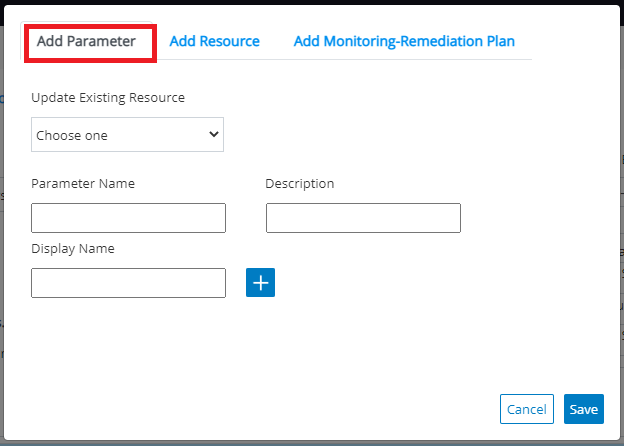 Add Parameter Add Resource Add Monitoring-Remediation Plan
Update Existing Resource
Choose one
Parameter Name Description
Display Name
+
Cancel Save